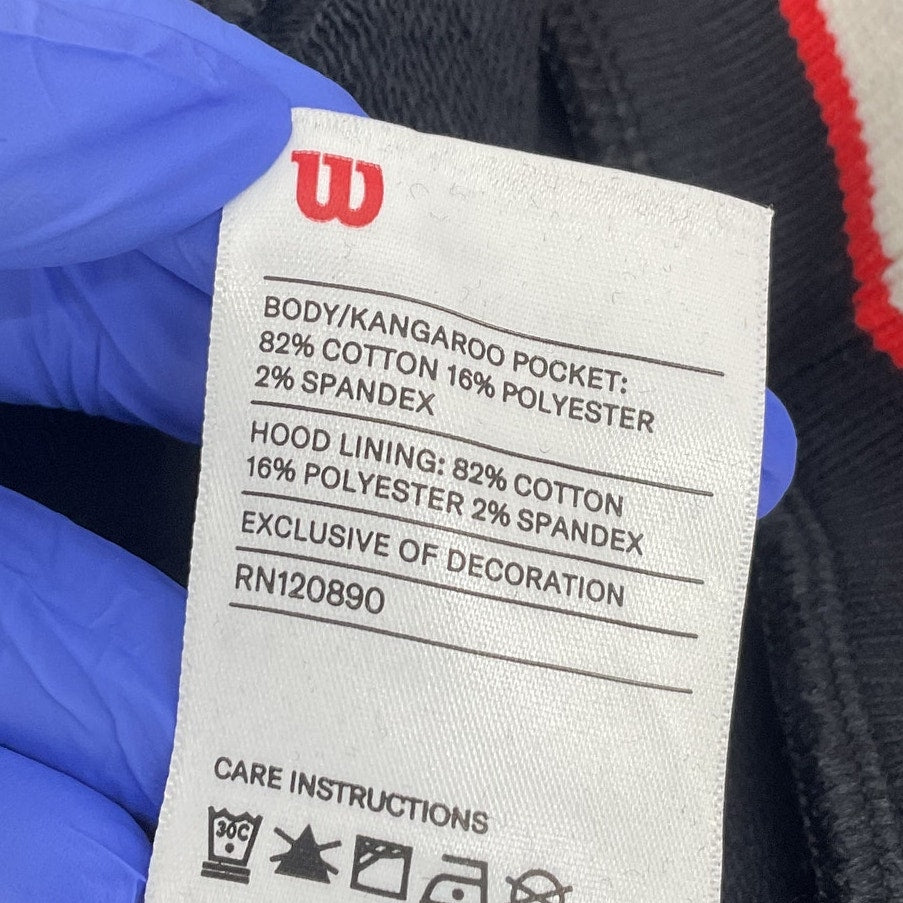 W
BODY/KANGAROO POCKET:
82% COTTON 16% POLYESTER
2% SPANDEX
HOOD LINING: 82% COTTON
16% POLYESTER 2% SPANDEX
EXCLUSIVE OF DECORATION
RN120890
CARE INSTRUCTIONS
30C